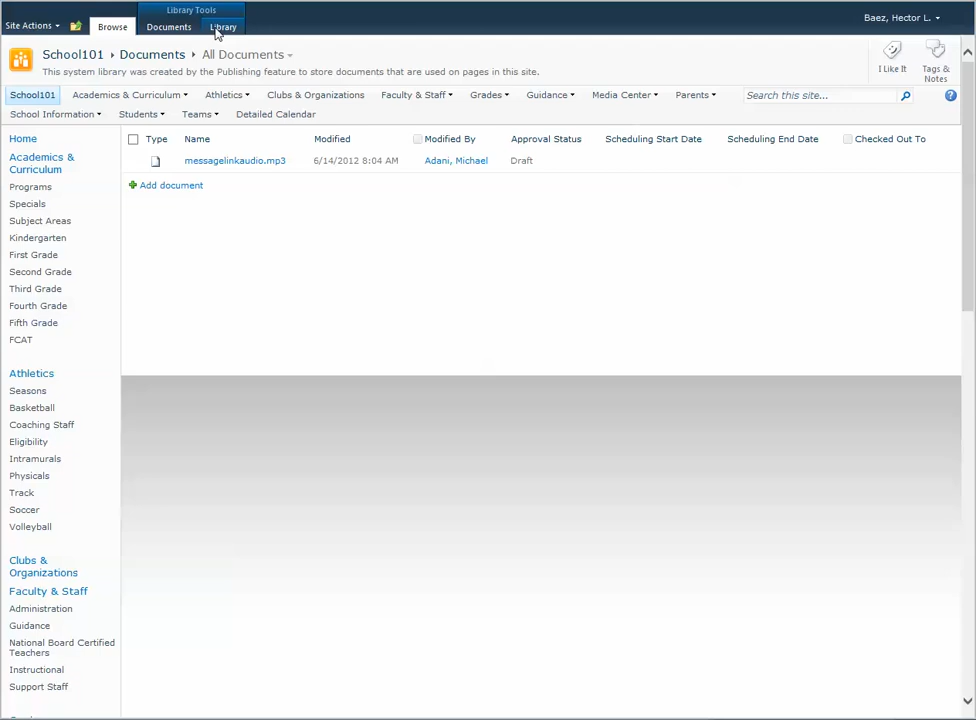 Library Tools
Site Actions Browse Documents Library Baez, Hector L.
School101 Documents All Documents
This system library was created by the Publishing feature to store documents that are used on pages in this site.
I Like It
Tags &
Notes
School101 Academics & Curriculum Athletics Clubs & Organizations Faculty & Staff Grades Guidance Media Center Parents Search this site...
School Information Students Teams Detailed Calendar
Home
Academics &
Curriculum
Programs
Specials
Subject Areas
Kindergarten
First Grade
Second Grade
Third Grade
Fourth Grade
Fifth Grade
FCAT
Athletics
Seasons
Basketball
Coaching Staff
Eligibility
Intramurals
Physicals
Track
Soccer
Volleyball
Clubs &
Organizations
Faculty & Staff
Administration
Guidance
National Board Certified
Teachers
Instructional
Support Staff
Type Name Modified Modified By Approval Status Scheduling Start Date Scheduling End Date Checked Out To
messagelinkaudio.mp3 6/14/2012 8:04 AM Adani, Michael Draft
Add document